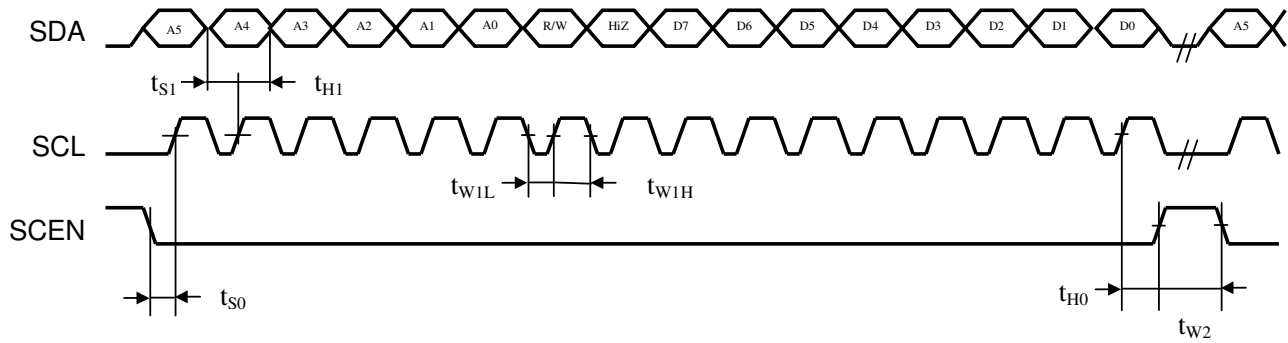 SDA A5 A4 A3 A2 A1 A0 R/W HiZ D7 D6 D5 D4 D3 D2 D1 D0 A5
tS1 tH1
SCL
tW1L tW1H
SCEN
tS0 tH0
tW2